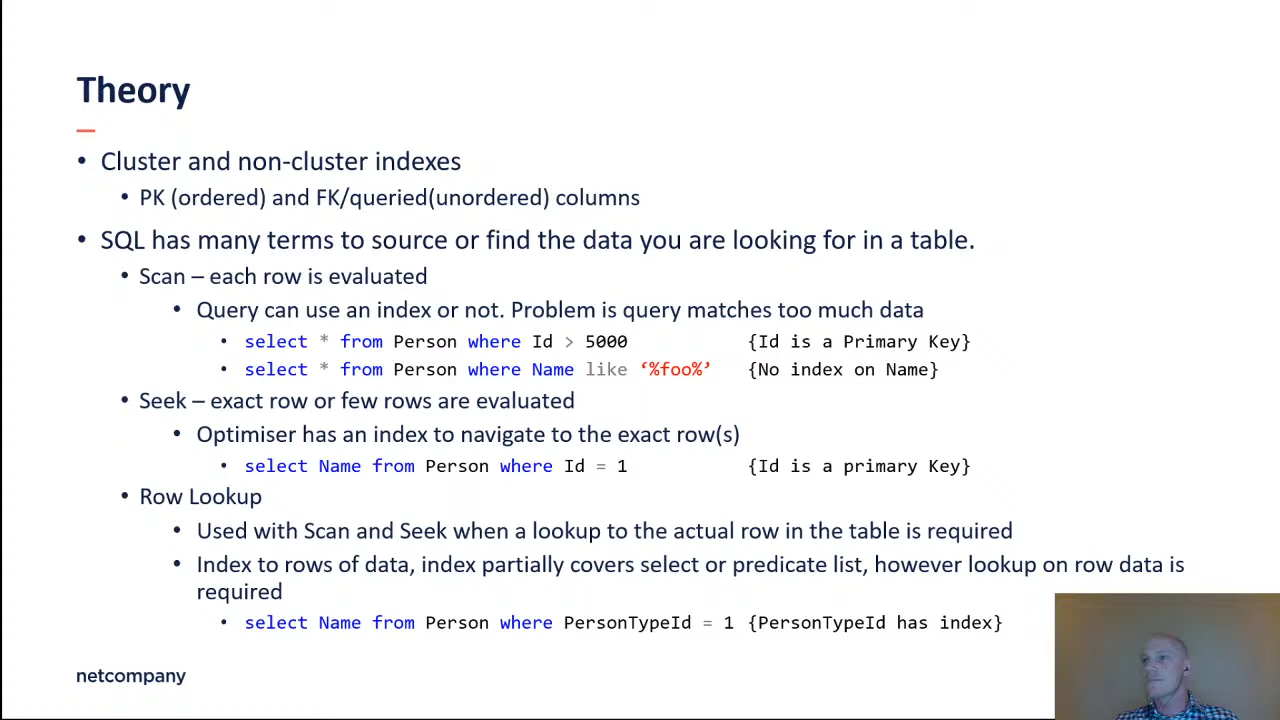 Theory
• Cluster and non-cluster indexes
• PK (ordered) and FK/queried(unordered) columns
• SQL has many terms to source or find the data you are looking for in a table.
• Scan – each row is evaluated
• Query can use an index or not. Problem is query matches too much data
• select * from Person where Id > 5000 {Id is a Primary Key}
• select * from Person where Name like ‘%foo%’ {No index on Name}
• Seek – exact row or few rows are evaluated
• Optimiser has an index to navigate to the exact row(s)
• select Name from Person where Id = 1 {Id is a primary Key}
• Row Lookup
• Used with Scan and Seek when a lookup to the actual row in the table is required
• Index to rows of data, index partially covers select or predicate list, however lookup on row data is
required
• select Name from Person where PersonTypeId = 1 {PersonTypeId has index}
netcompany